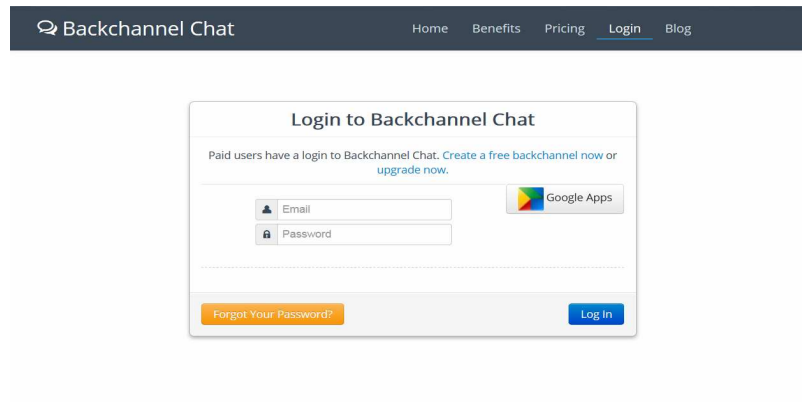 Backchannel Chat
Home Benefits Pricing Login Blog
Login to Backchannel Chat
Paid users have a login to Backchannel Chat. Create a free backchannel now or
upgrade now.
Google Apps
Email
Password
Forgot Your Password?
Log In